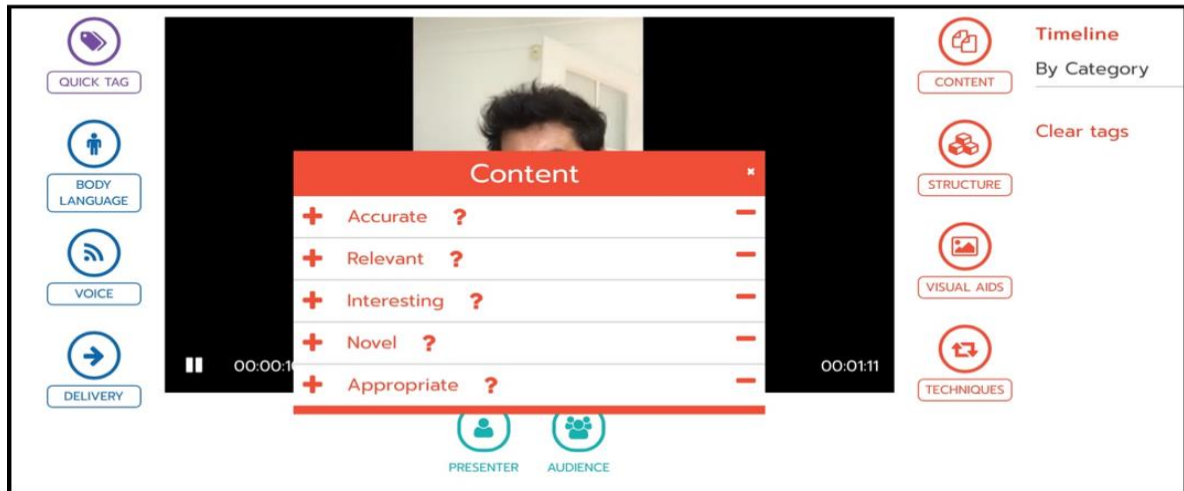 QUICK TAG
BODY
LANGUAGE
VOICE
DELIVERY
Content
Accurate ?
Relevant ?
Interesting ?
Novel ?
Appropriate ?
00:01:11
PRESENTER
AUDIENCE
CONTENT
STRUCTURE
VISUAL AIDS
TECHNIQUES
Timeline
By Category
Clear tags